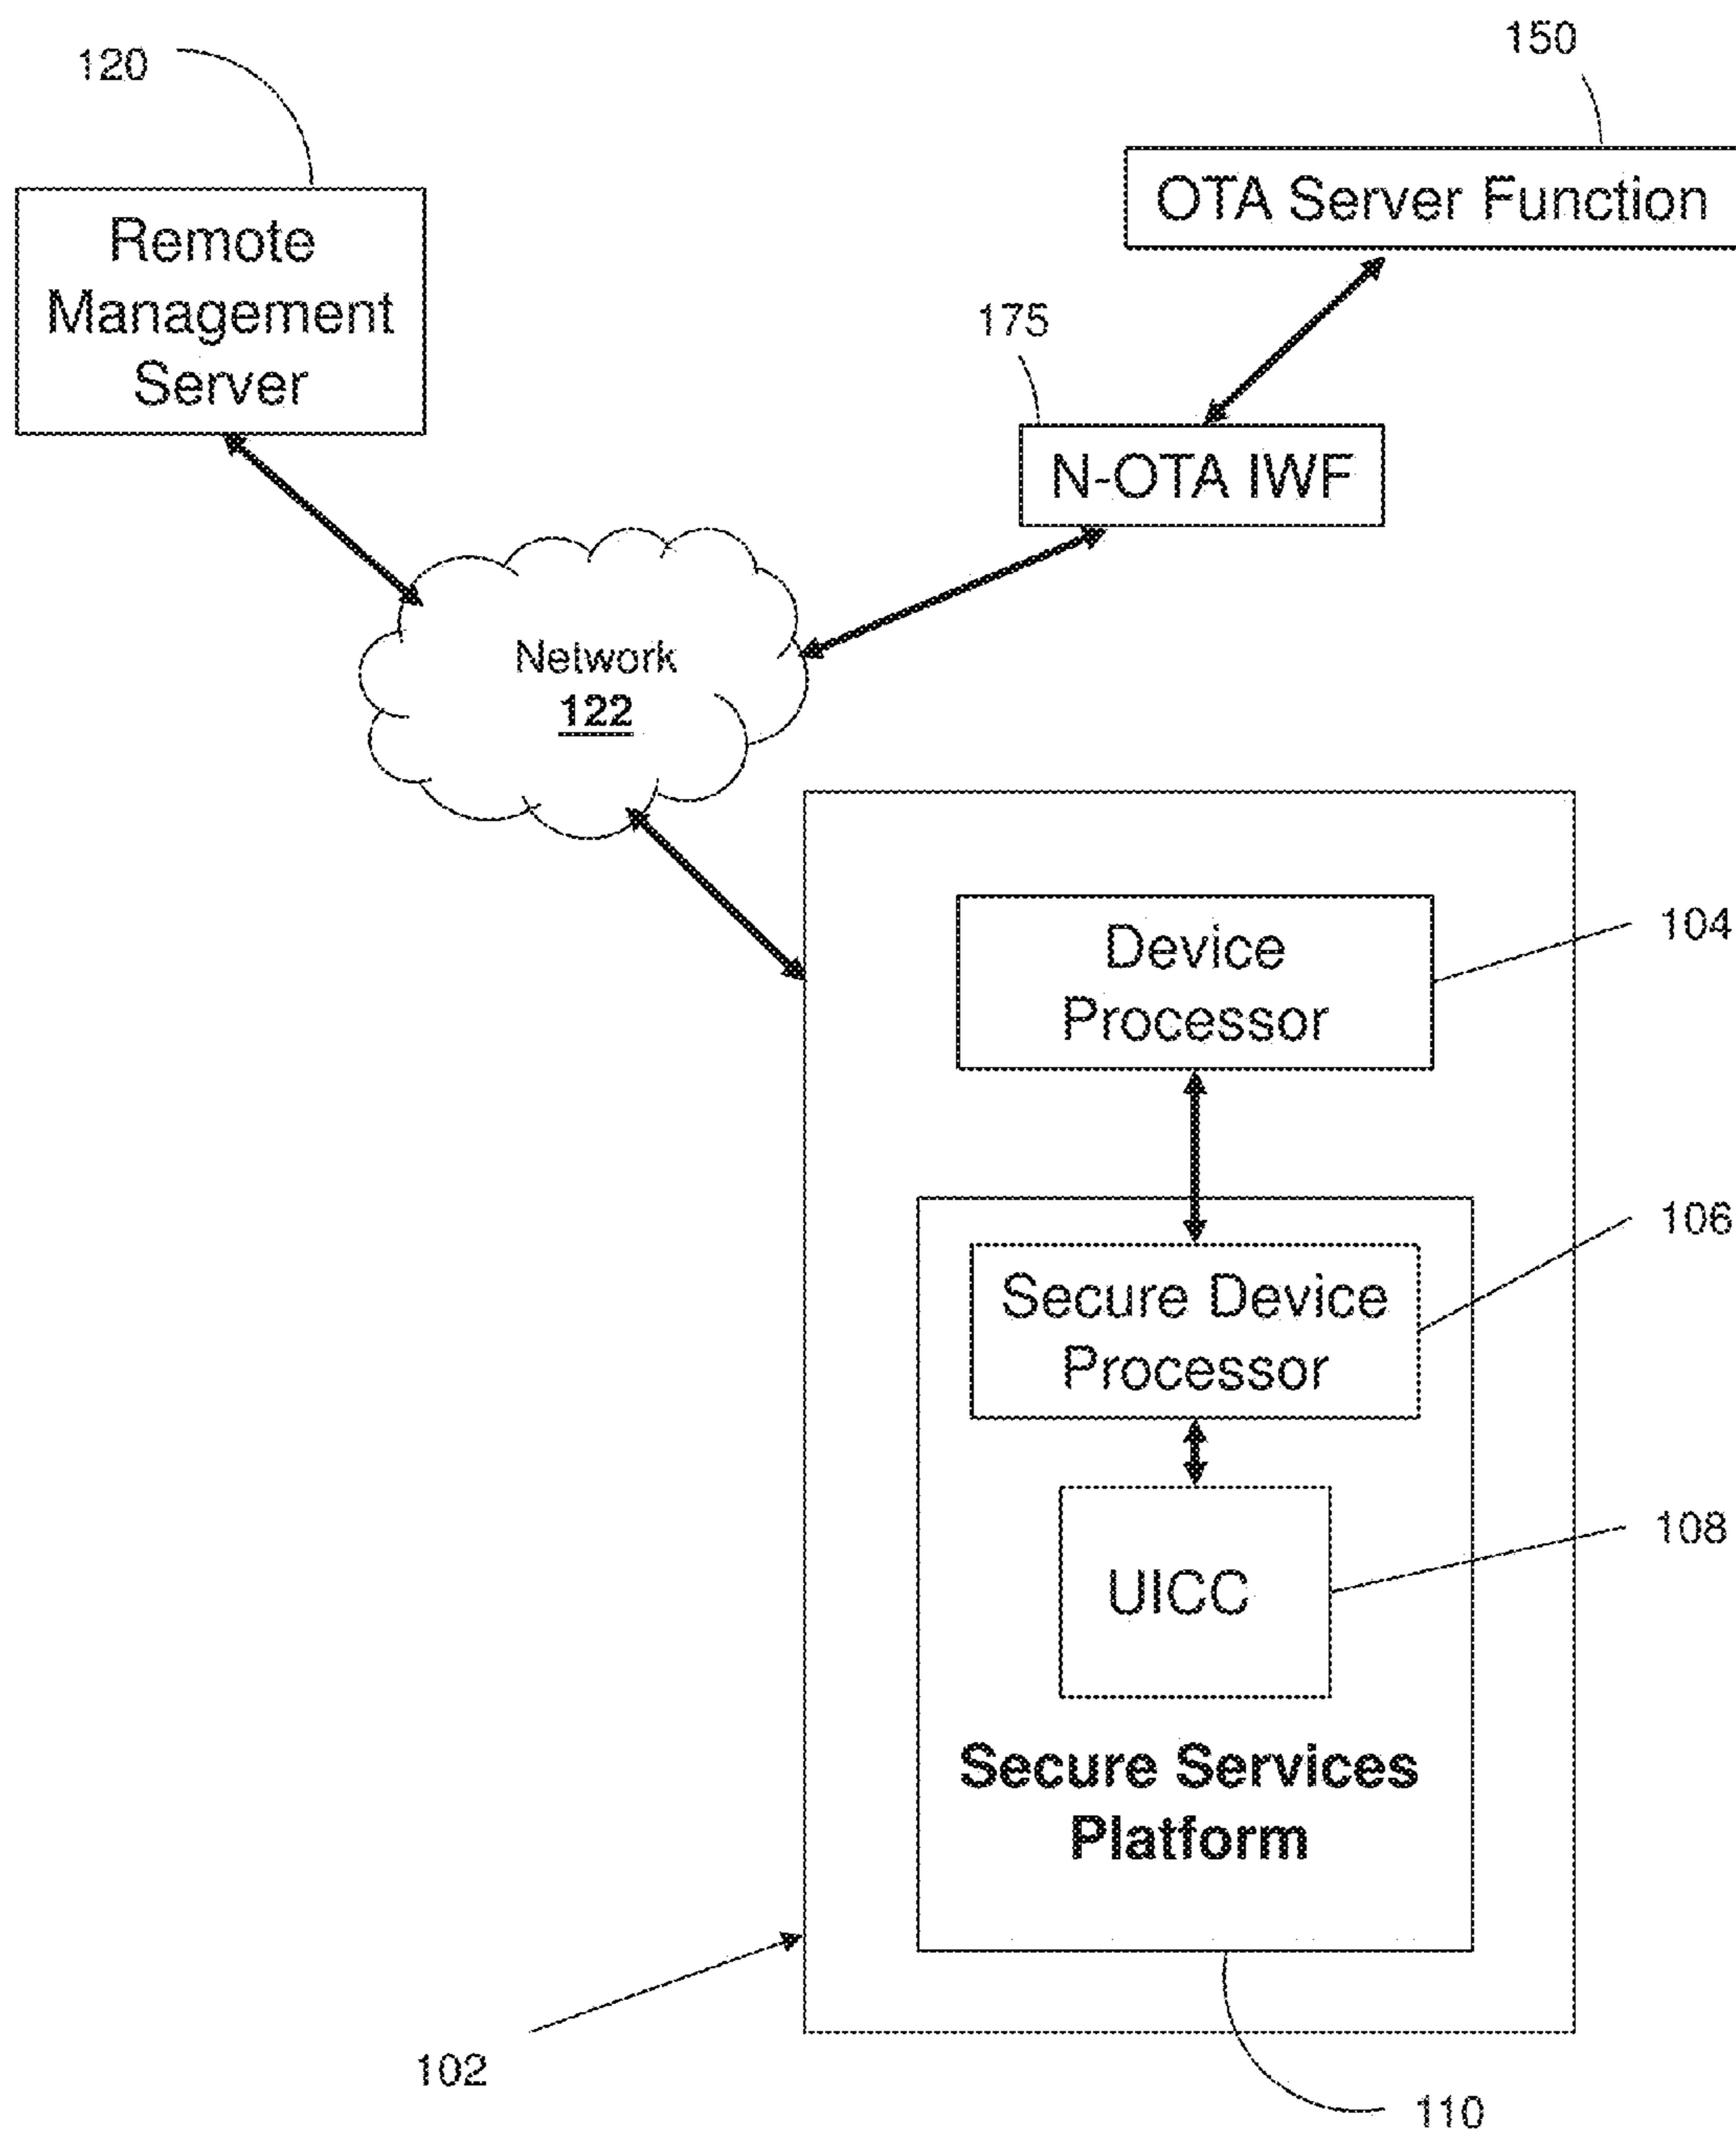 120
150
Remote
Management
Server
OTA Server Function
175
N-OTA IWF
Network
122
Device
Processor
104
Secure Device
Processor
106
UICC
108
Secure Services
Platform
102
110